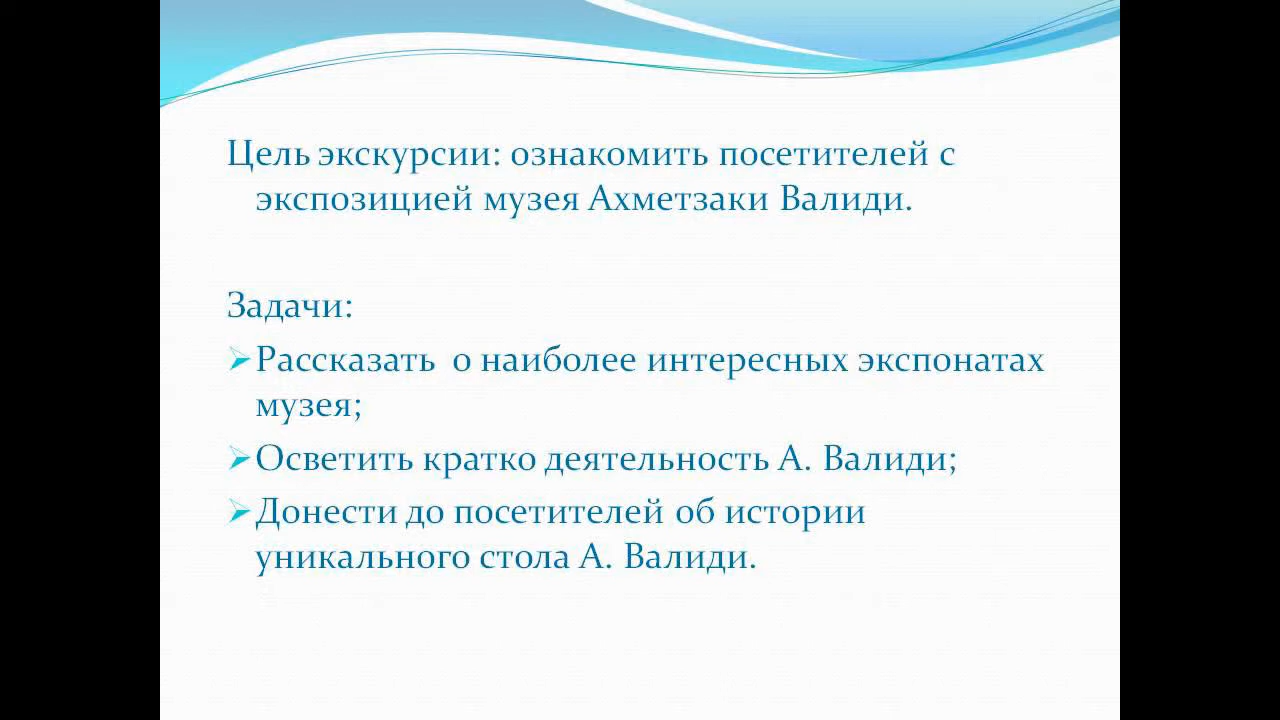 Цель экскурсии: ознакомить посетителей с
экспозицией музея Ахметзаки Валиди.
Задачи:
Рассказать о наиболее интересных экспонатах
музея;
Осветить кратко деятельность А. Валиди;
Донести до посетителей об истории
уникального стола А. Валиди.